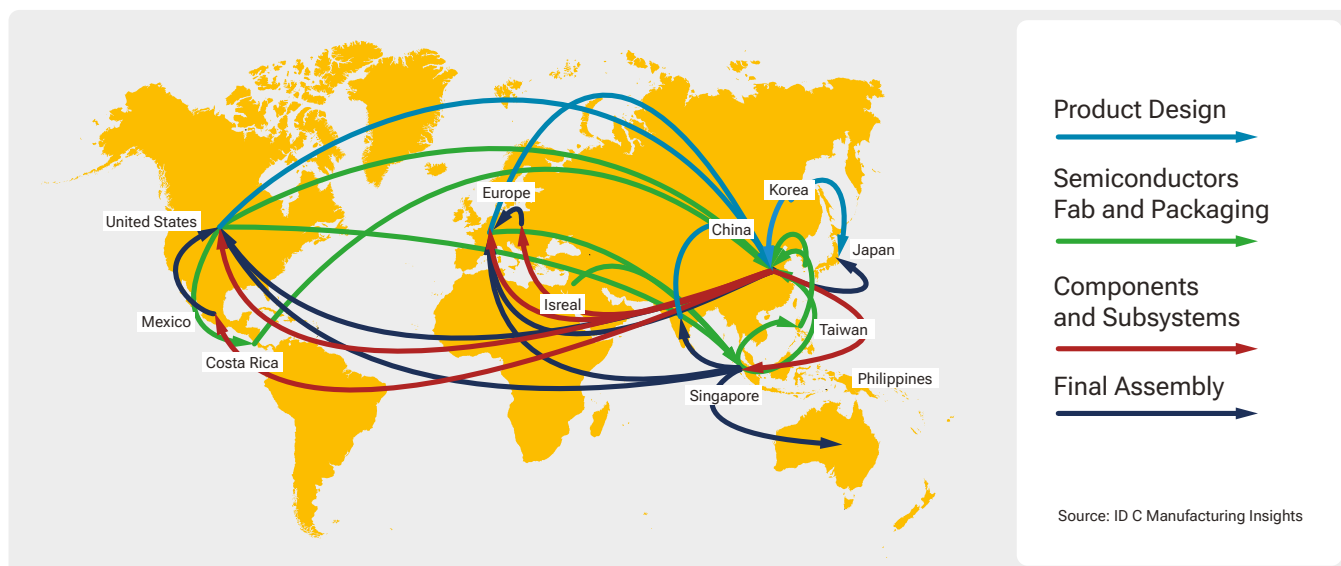 Europe
Korea
United States
China
Japan
Isreal
Mexico
Taiwan
Costa Rica
Philippines
Singapore
Product Design
Semiconductors
Fab and Packaging
Components
and Subsystems
Final Assembly
Source: ID C Manufacturing Insights